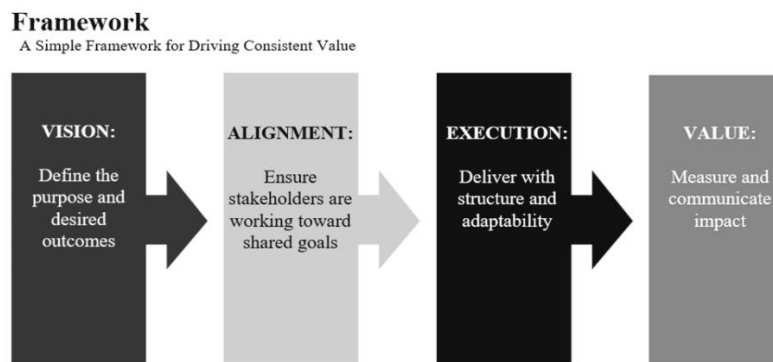 Framework
A Simple Framework for Driving Consistent Value
VISION:
Define the
purpose and
desired
outcomes
ALIGNMENT:
Ensure
stakeholders are
working toward
shared goals
EXECUTION:
Deliver with
structure and
adaptability
VALUE:
Measure and
communicate
impact